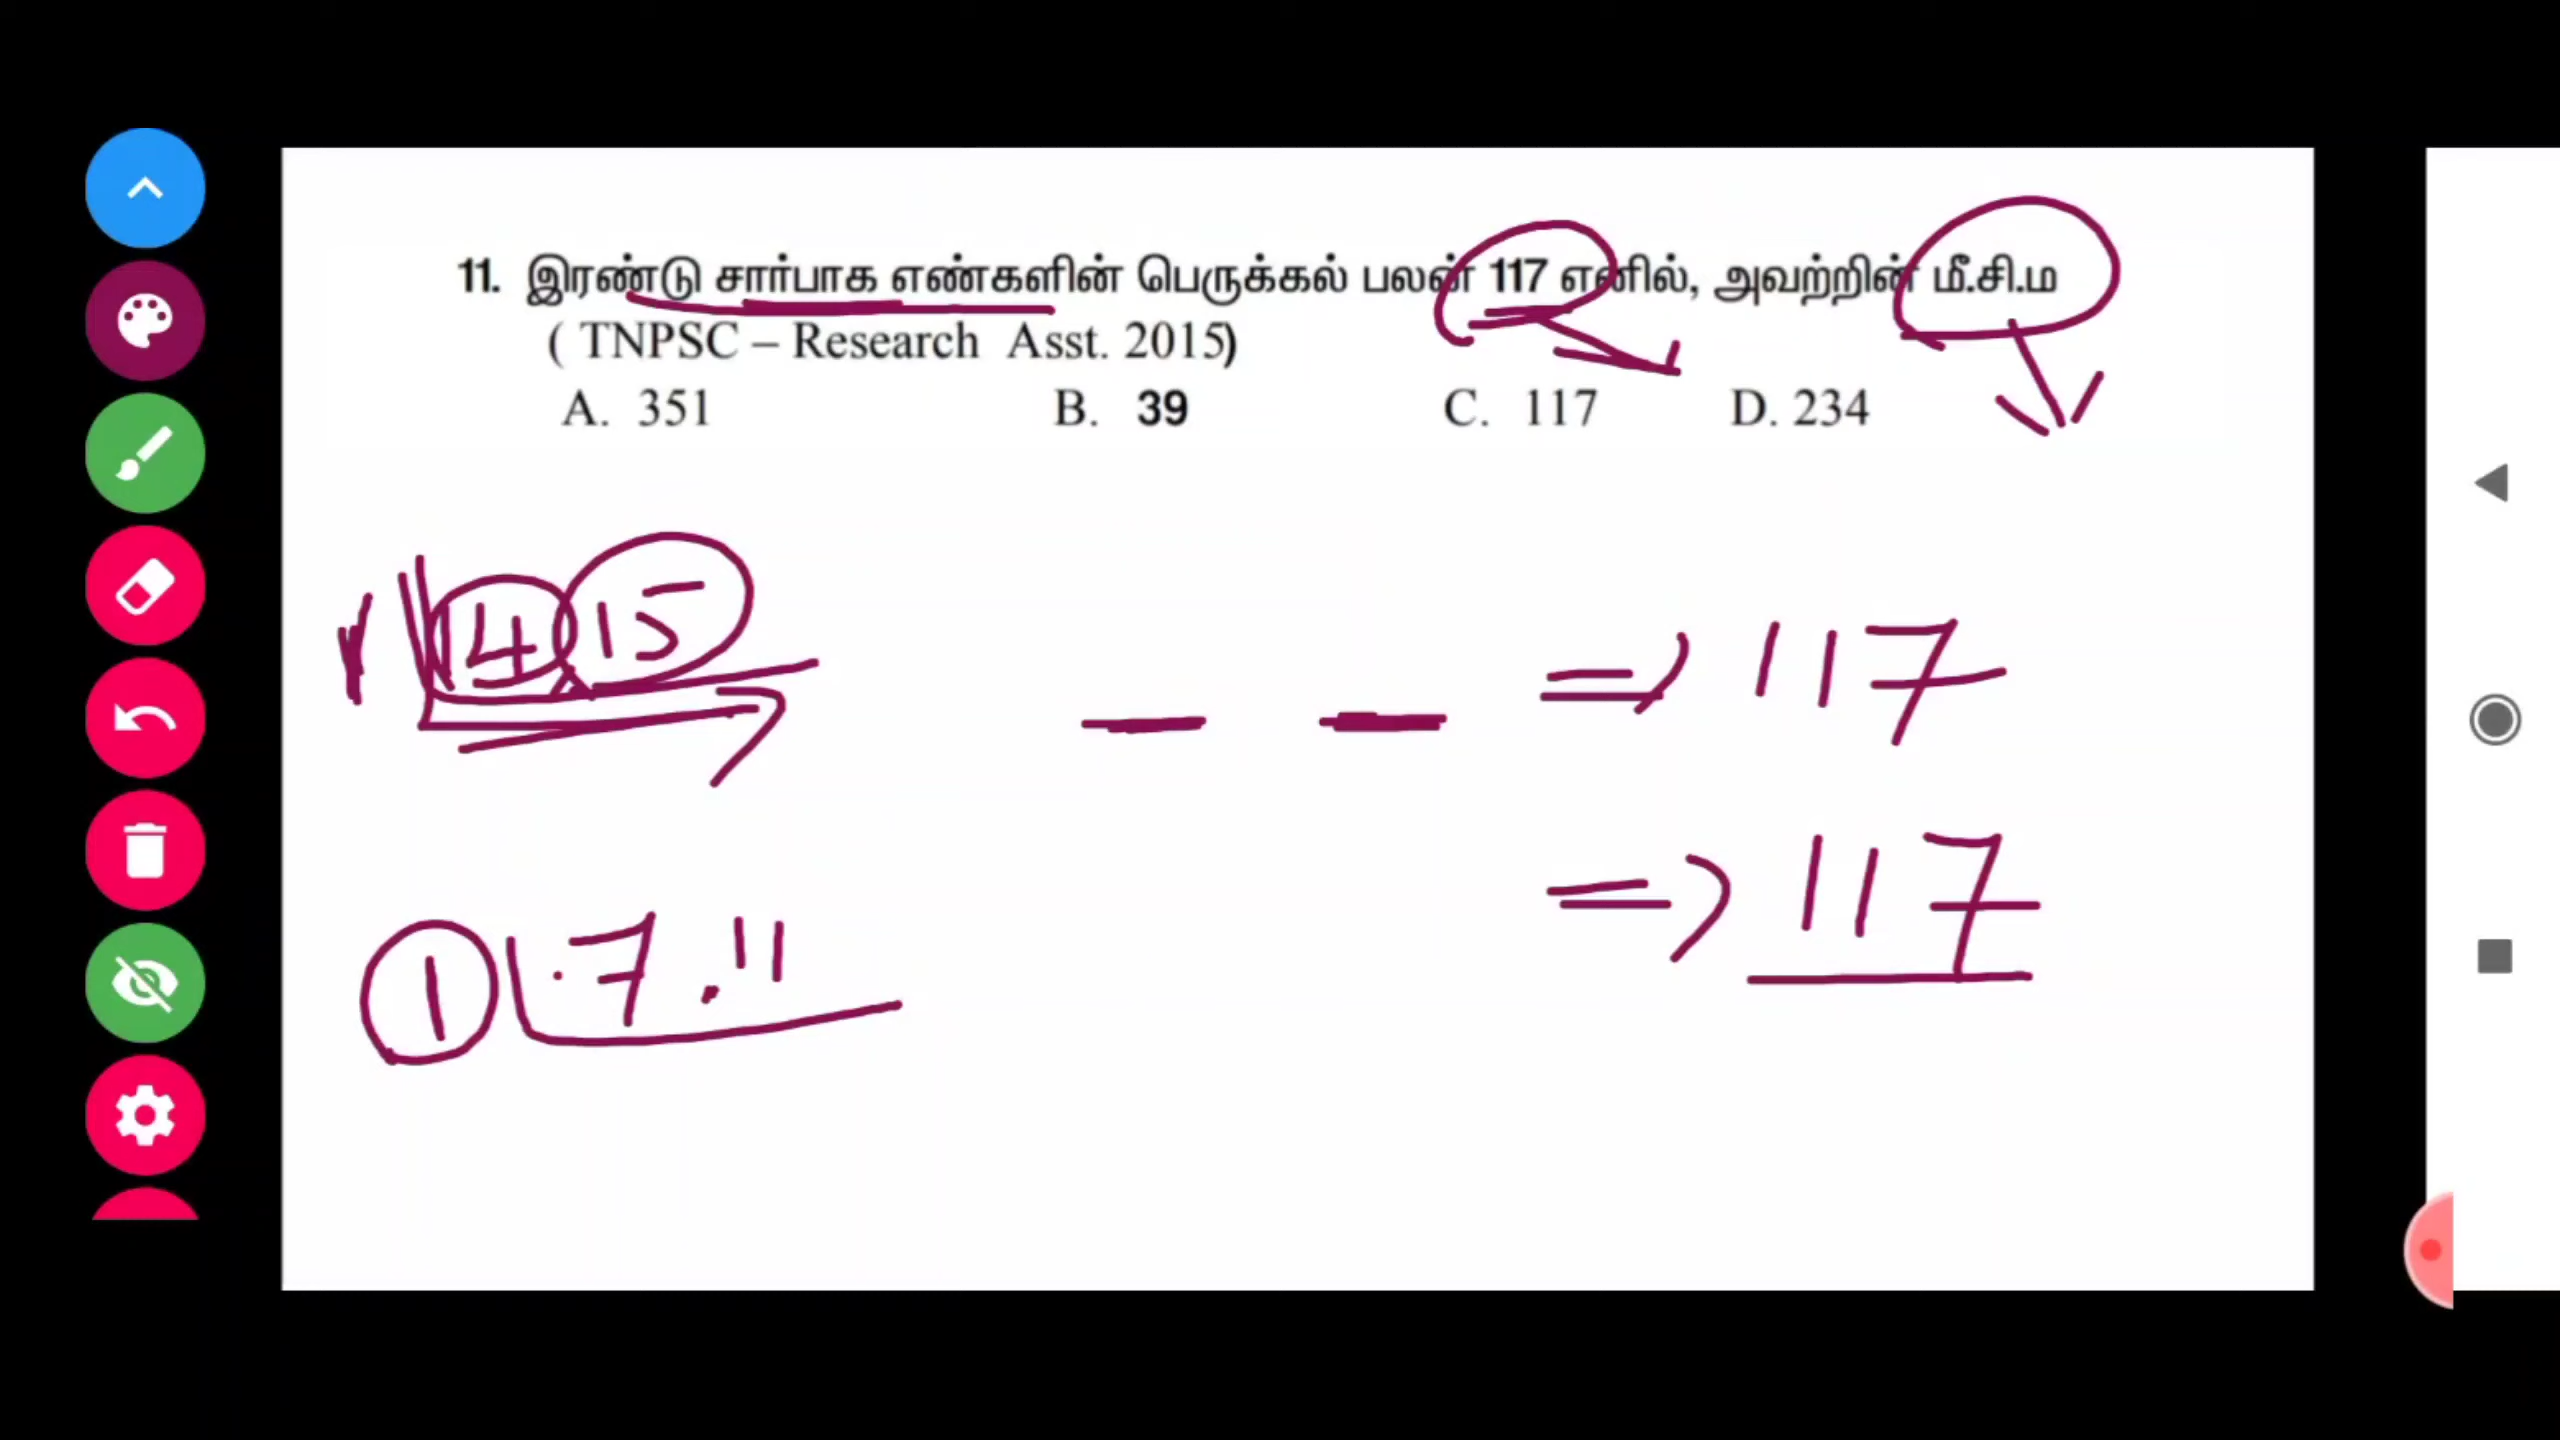 11. இரண்டு சார்பாக எண்களின் பெருக்கல் பலன் 117 எனில், அவற்றின் மீ.சி.ம
( TNPSC – Research Asst. 2015)
A. 351 B. 39 C. 117 D. 234
14 15
=> 117
=> 117
1 7 . 11